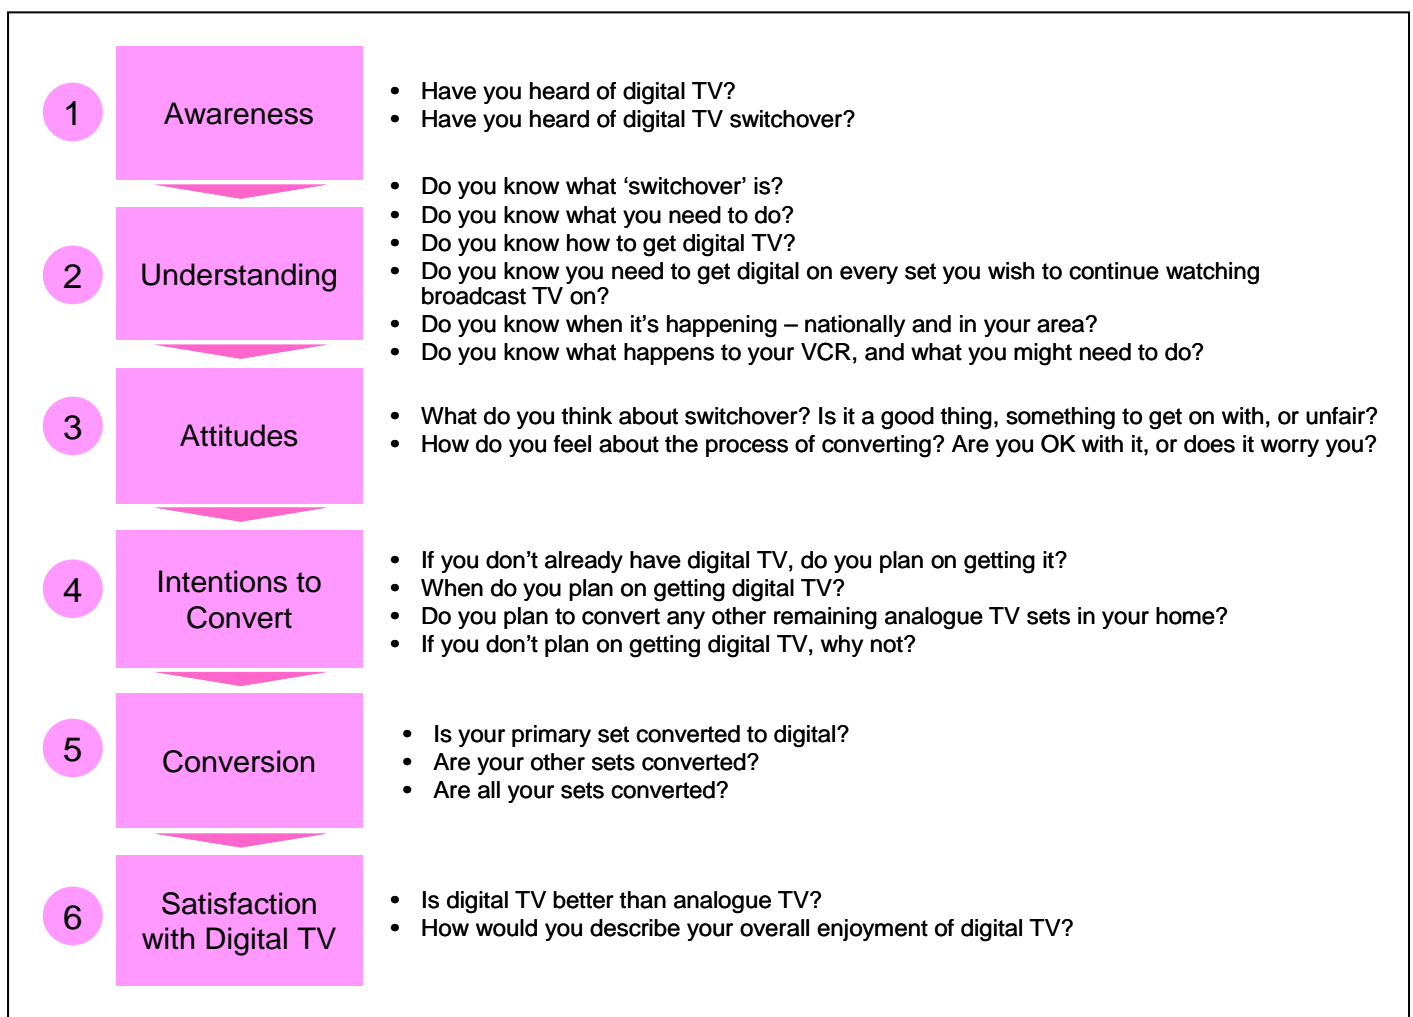 1
Awareness
• Have you heard of digital TV?
• Have you heard of digital TV switchover?
2
Understanding
• Do you know what ‘switchover’ is?
• Do you know what you need to do?
• Do you know how to get digital TV?
• Do you know you need to get digital on every set you wish to continue watching
broadcast TV on?
• Do you know when it’s happening – nationally and in your area?
• Do you know what happens to your VCR, and what you might need to do?
3
Attitudes
• What do you think about switchover? Is it a good thing, something to get on with, or unfair?
• How do you feel about the process of converting? Are you OK with it, or does it worry you?
4
Intentions to
Convert
• If you don’t already have digital TV, do you plan on getting it?
• When do you plan on getting digital TV?
• Do you plan to convert any other remaining analogue TV sets in your home?
• If you don’t plan on getting digital TV, why not?
5
Conversion
• Is your primary set converted to digital?
• Are your other sets converted?
• Are all your sets converted?
6
Satisfaction
with Digital TV
• Is digital TV better than analogue TV?
• How would you describe your overall enjoyment of digital TV?